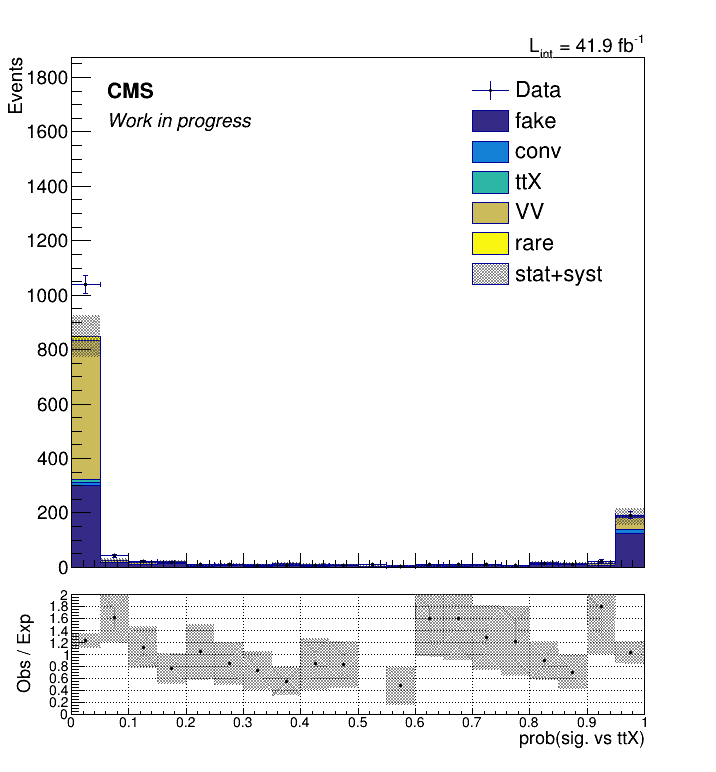 L_int = 41.9 fb^-1
Events
1800
1600
1400
1200
1000
800
600
400
200
0
CMS
Work in progress
Data
fake
conv
ttX
VV
rare
stat+syst
Obs / Exp
2
1.8
1.6
1.4
1.2
1
0.8
0.6
0.4
0.2
0
0 0.1 0.2 0.3 0.4 0.5 0.6 0.7 0.8 0.9 1
prob(sig. vs ttX)